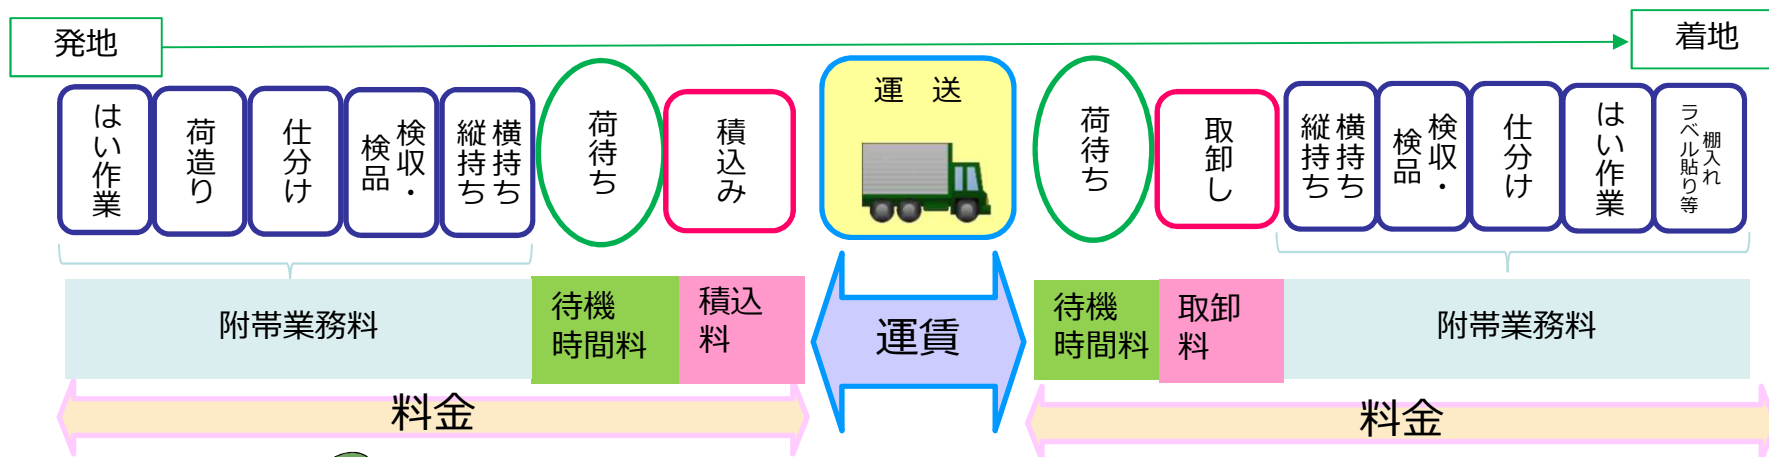 発地
着地
はい作業
荷造り
仕分け
検収・
検品
横持ち
縦持ち
荷待ち
積込み
運 送
荷待ち
取卸し
横持ち
縦持ち
検収・
検品
仕分け
はい作業
棚入れ
ラベル貼り等
附帯業務料
待機
時間料
積込
料
運賃
待機
時間料
取卸
料
附帯業務料
料金
料金